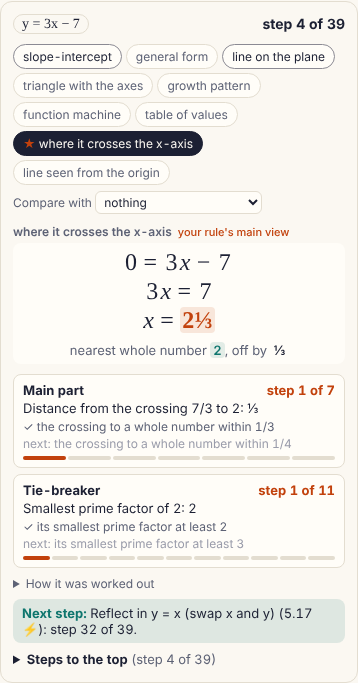 y = 3x − 7
step 4 of 39
slope-intercept general form line on the plane
triangle with the axes growth pattern
function machine table of values
★ where it crosses the x-axis
line seen from the origin
Compare with nothing
where it crosses the x-axis your rule's main view
0 = 3x − 7
3x = 7
x = 2⅓
nearest whole number 2, off by ⅓
Main part step 1 of 7
Distance from the crossing 7/3 to 2: ⅓
✓ the crossing to a whole number within 1/3
next: the crossing to a whole number within 1/4
Tie-breaker step 1 of 11
Smallest prime factor of 2: 2
✓ its smallest prime factor at least 2
next: its smallest prime factor at least 3
▶ How it was worked out
Next step: Reflect in y = x (swap x and y) (5.17
⚡): step 32 of 39.
▶ Steps to the top (step 4 of 39)